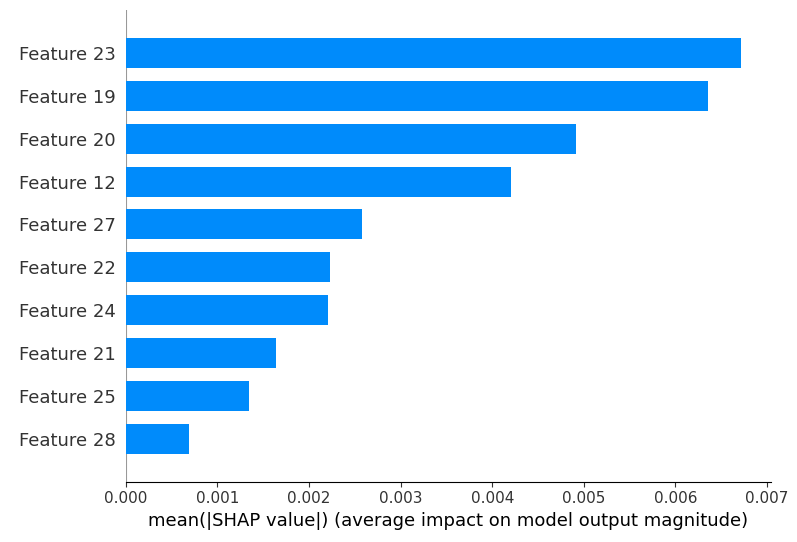 Feature 23
Feature 19
Feature 20
Feature 12
Feature 27
Feature 22
Feature 24
Feature 21
Feature 25
Feature 28
0.000 0.001 0.002 0.003 0.004 0.005 0.006 0.007
mean(|SHAP value|) (average impact on model output magnitude)